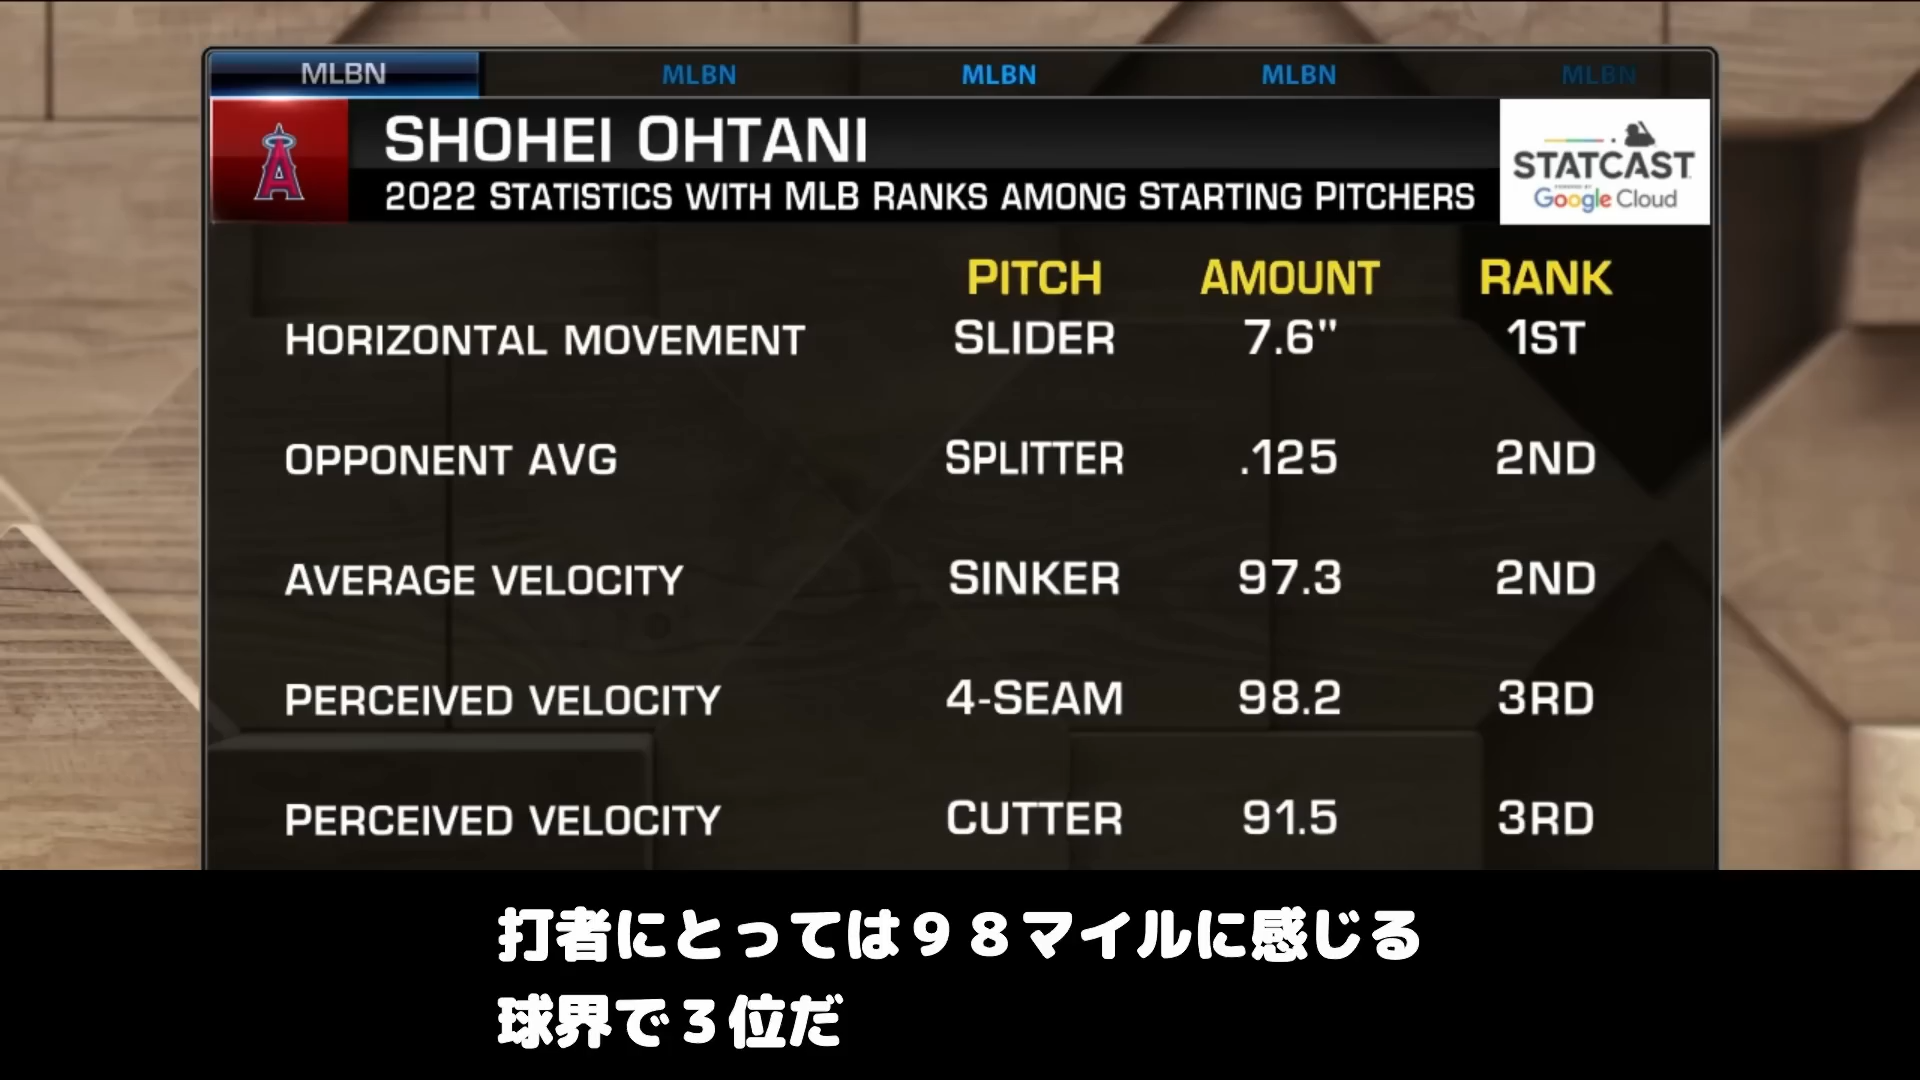 MLBN MLBN MLBN MLBN MLBN
A
SHOHEI OHTANI
2022 STATISTICS WITH MLB RANKS AMONG STARTING PITCHERS
STATCAST
POWERED BY
Google Cloud
PITCH AMOUNT RANK
HORIZONTAL MOVEMENT SLIDER 7.6" 1ST
OPPONENT AVG SPLITTER .125 2ND
AVERAGE VELOCITY SINKER 97.3 2ND
PERCEIVED VELOCITY 4-SEAM 98.2 3RD
PERCEIVED VELOCITY CUTTER 91.5 3RD
打者にとっては９８マイルに感じる
球界で３位だ